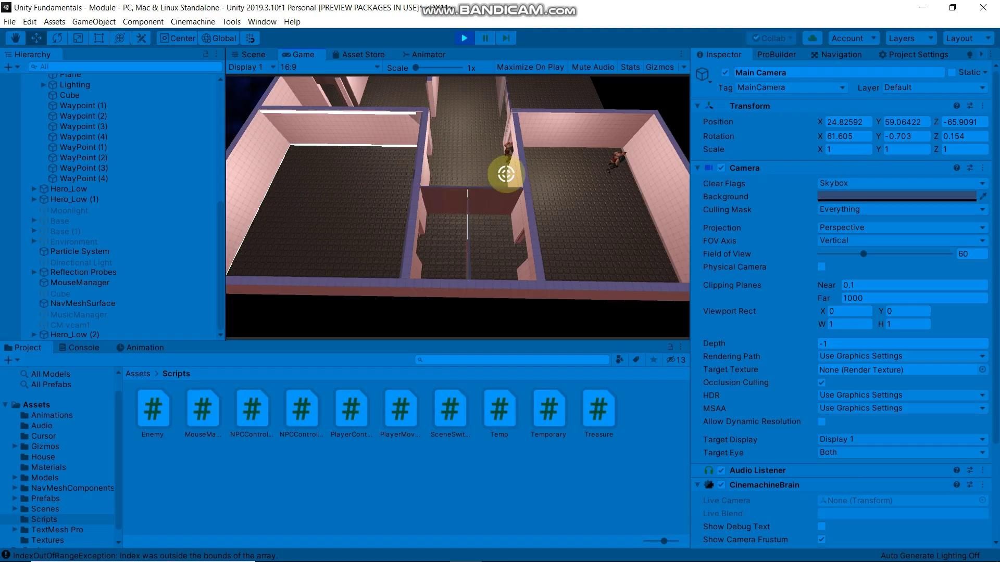 Unity Fundamentals - Module - PC, Mac & Linux Standalone - Unity 2019.3.10f1 Personal [PREVIEW PACKAGES IN USE]* <DX11>
www.BANDICAM.com
File Edit Assets GameObject Component Cinemachine Tools Window Help
Center Global Collab Account Layers Layout
Hierarchy
All
Plane
Lighting
Cube
Waypoint (1)
Waypoint (2)
Waypoint (3)
Waypoint (4)
WayPoint (1)
WayPoint (2)
WayPoint (3)
WayPoint (4)
Hero_Low
Hero_Low (1)
Moonlight
Base
Base (1)
Environment
Particle System
Directional Light
Reflection Probes
MouseManager
Cube
NavMeshSurface
MusicManager
CM vcam1
Hero_Low (2)
Scene Game Asset Store Animator
Display 1 16:9 Scale 1x Maximize On Play Mute Audio Stats Gizmos
Inspector ProBuilder Navigation Project Settings
Main Camera Static
Tag MainCamera Layer Default
Transform
Position X 24.82592 Y 59.06422 Z -65.9091
Rotation X 61.605 Y -0.703 Z 0.154
Scale X 1 Y 1 Z 1
Camera
Clear Flags Skybox
Background
Culling Mask Everything
Projection Perspective
FOV Axis Vertical
Field of View 60
Physical Camera
Clipping Planes Near 0.1
Far 1000
Viewport Rect X 0 Y 0
W 1 H 1
Depth -1
Rendering Path Use Graphics Settings
Target Texture None (Render Texture)
Occlusion Culling
HDR Use Graphics Settings
MSAA Use Graphics Settings
Allow Dynamic Resolution
Target Display Display 1
Target Eye Both
Audio Listener
CinemachineBrain
Live Camera None (Transform)
Live Blend
Show Debug Text
Show Camera Frustum
Project Console Animation
13
All Models
All Prefabs
Assets
Animations
Audio
Cursor
Gizmos
House
Materials
Models
NavMeshComponents
Prefabs
Scenes
Scripts
TextMesh Pro
Textures
Assets > Scripts
Enemy MouseMa... NPCControl... NPCControl... PlayerCont... PlayerMov... SceneSwit... Temp Temporary Treasure
IndexOutOfRangeException: Index was outside the bounds of the array.
Auto Generate Lighting Off